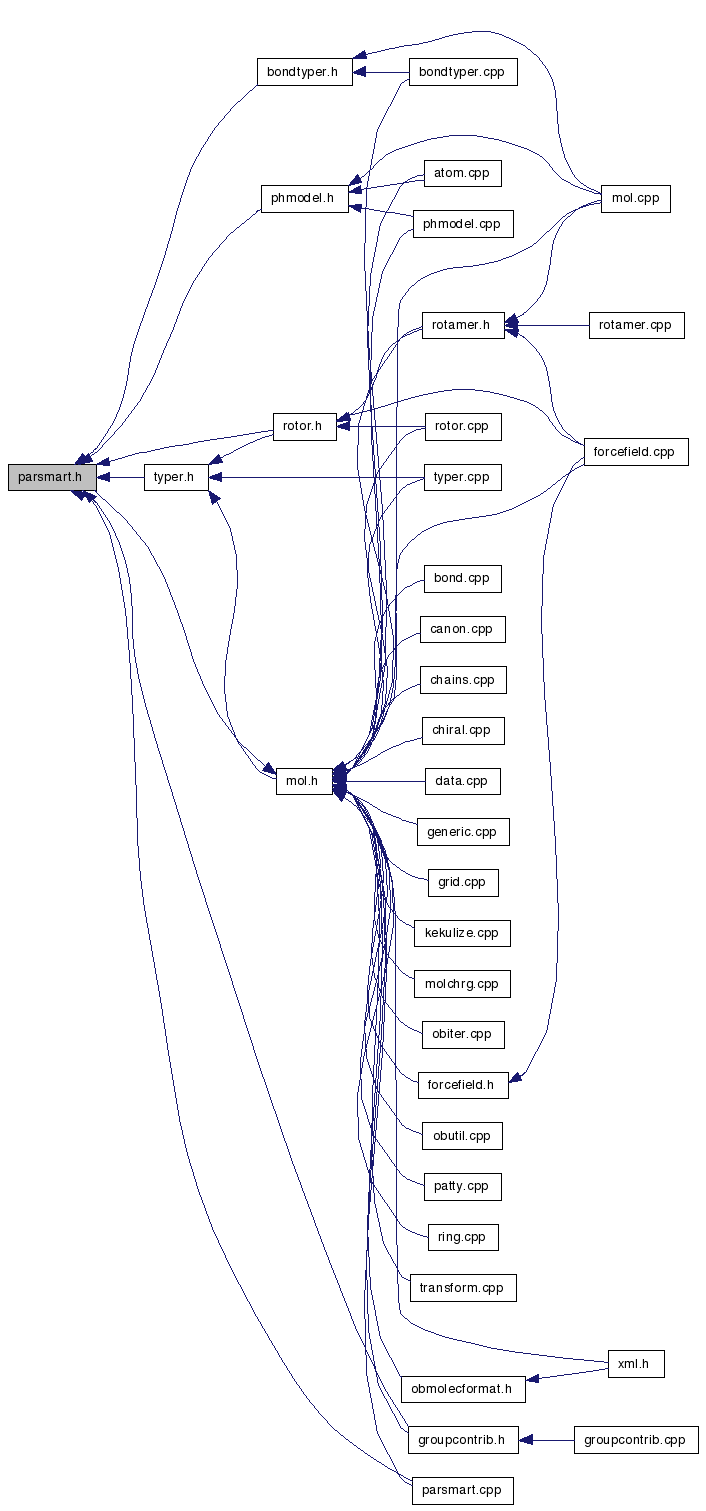 bondtyper.h
bondtyper.cpp
atom.cpp
phmodel.h
mol.cpp
phmodel.cpp
rotamer.h
rotamer.cpp
rotor.h
rotor.cpp
forcefield.cpp
parsmart.h
typer.h
typer.cpp
bond.cpp
canon.cpp
chains.cpp
chiral.cpp
mol.h
data.cpp
generic.cpp
grid.cpp
kekulize.cpp
molchrg.cpp
obiter.cpp
forcefield.h
obutil.cpp
patty.cpp
ring.cpp
transform.cpp
xml.h
obmolecformat.h
groupcontrib.h
groupcontrib.cpp
parsmart.cpp